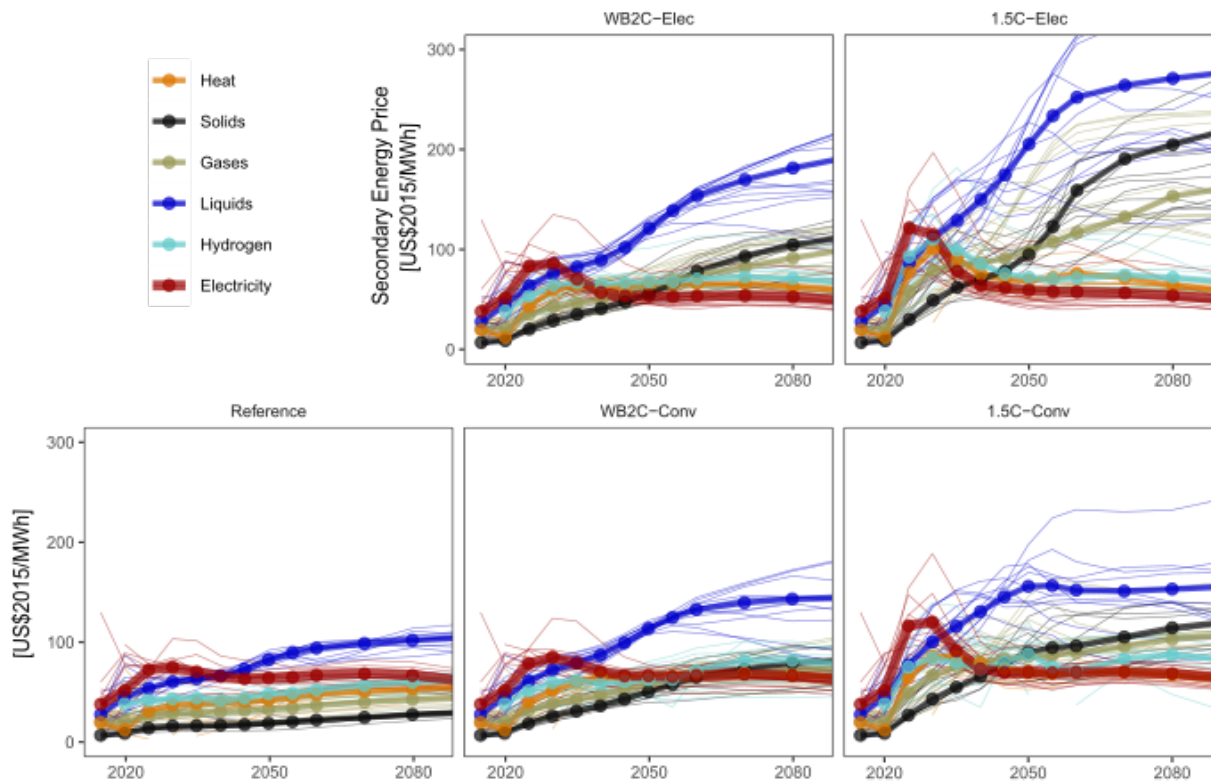 WB2C−Elec
1.5C−Elec
Heat
Solids
Gases
Liquids
Hydrogen
Electricity
Secondary Energy Price
[US$2015/MWh]
300
200
100
0
2020
2050
2080
2020
2050
2080
Reference
WB2C−Conv
1.5C−Conv
[US$2015/MWh]
300
200
100
0
2020
2050
2080
2020
2050
2080
2020
2050
2080